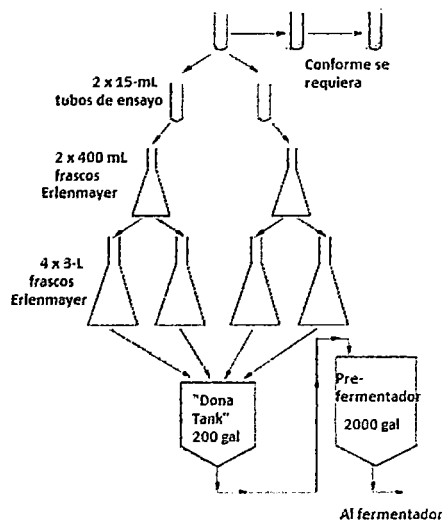 Conforme se
requiera
2 x 15-mL
tubos de ensayo
2 x 400 mL
frascos
Erlenmayer
4 x 3-L
frascos
Erlenmayer
"Dona
Tank"
200 gal
Pre-
fermentador
2000 gal
Al fermentador